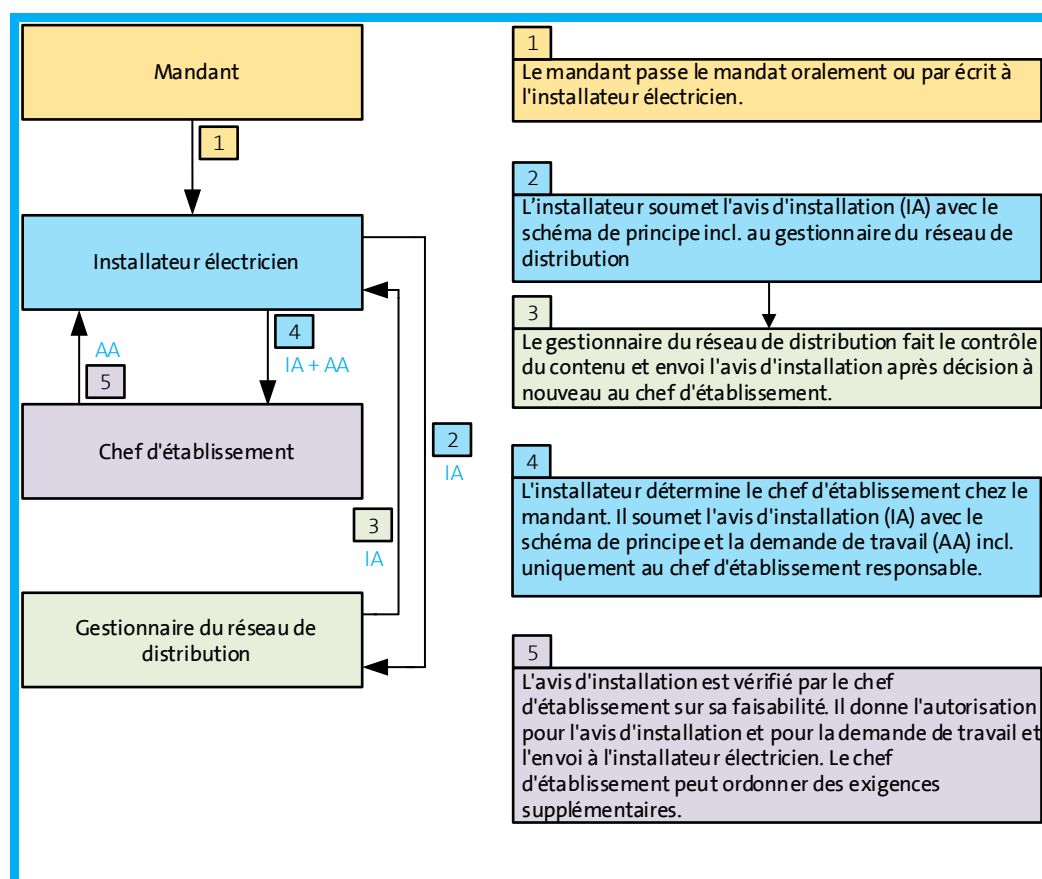 Mandant
1
Installateur électricien
4
IA + AA
AA
5
Chef d'établissement
2
IA
3
IA
Gestionnaire du réseau de
distribution
1
Le mandant passe le mandat oralement ou par écrit à
l'installateur électricien.
2
L’installateur soumet l'avis d'installation (IA) avec le
schéma de principe incl. au gestionnaire du réseau de
distribution
3
Le gestionnaire du réseau de distribution fait le contrôle
du contenu et envoi l'avis d'installation après décision à
nouveau au chef d'établissement.
4
L'installateur détermine le chef d'établissement chez le
mandant. Il soumet l'avis d'installation (IA) avec le
schéma de principe et la demande de travail (AA) incl.
uniquement au chef d'établissement responsable.
5
L'avis d'installation est vérifié par le chef
d'établissement sur sa faisabilité. Il donne l'autorisation
pour l'avis d'installation et pour la demande de travail et
l'envoi à l'installateur électricien. Le chef
d'établissement peut ordonner des exigences
supplémentaires.